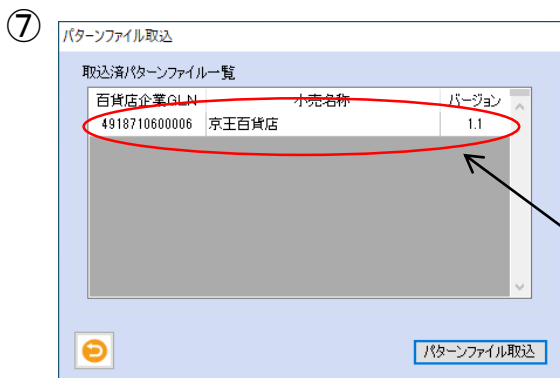 ⑦
パターンファイル取込
取込済パターンファイル一覧
百貨店企業GLN 小売名称 バージョン
4918710600006 京王百貨店 1.1
パターンファイル取込